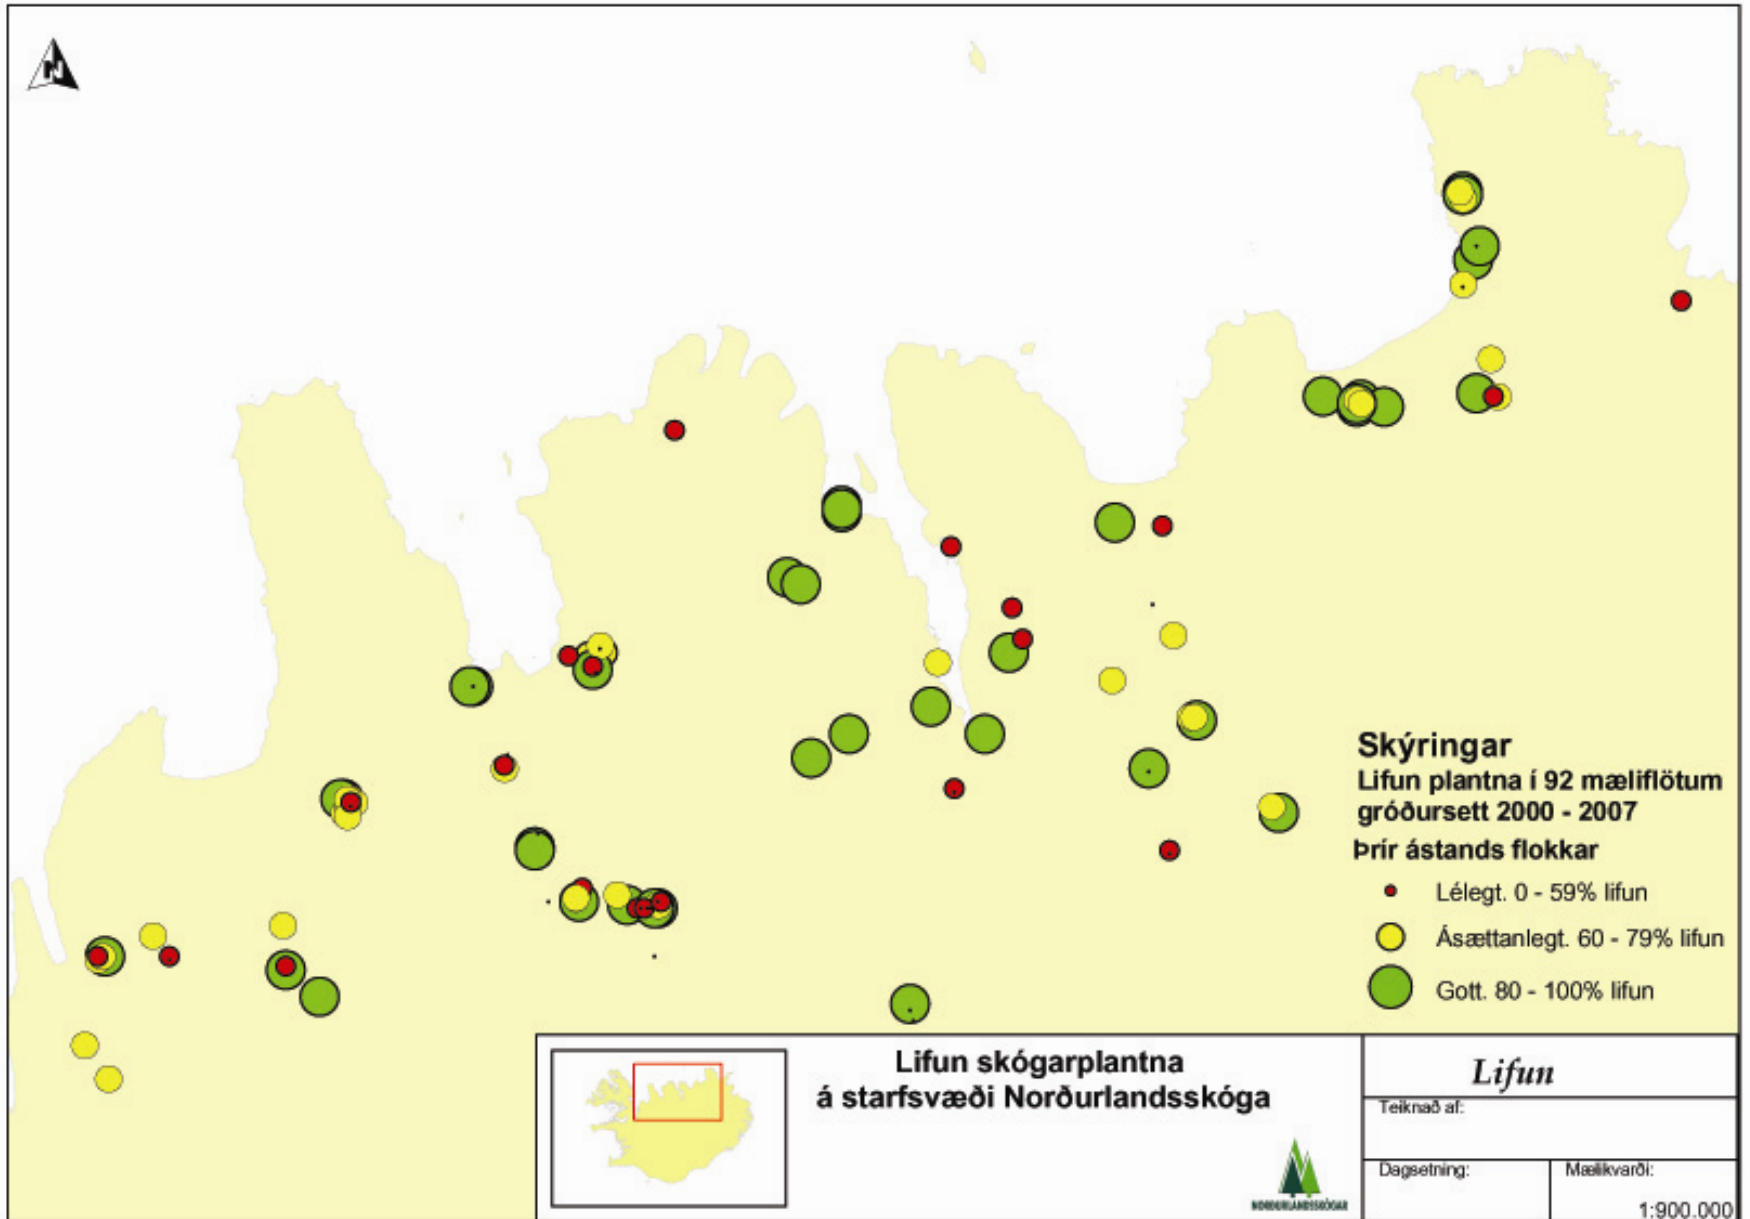 N
Skýringar
Lifun plantna í 92 mæliflötum
gróðursett 2000 - 2007
Þrír ástands flokkar
Lélegt. 0 - 59% lifun
Ásættanlegt. 60 - 79% lifun
Gott. 80 - 100% lifun
Lifun skógarplantna
á starfsvæði Norðurlandsskóga
NORÐURLANDSSKÓGAR
Lifun
Teiknað af:
Dagsetning:
Mælikvarði:
1:900.000